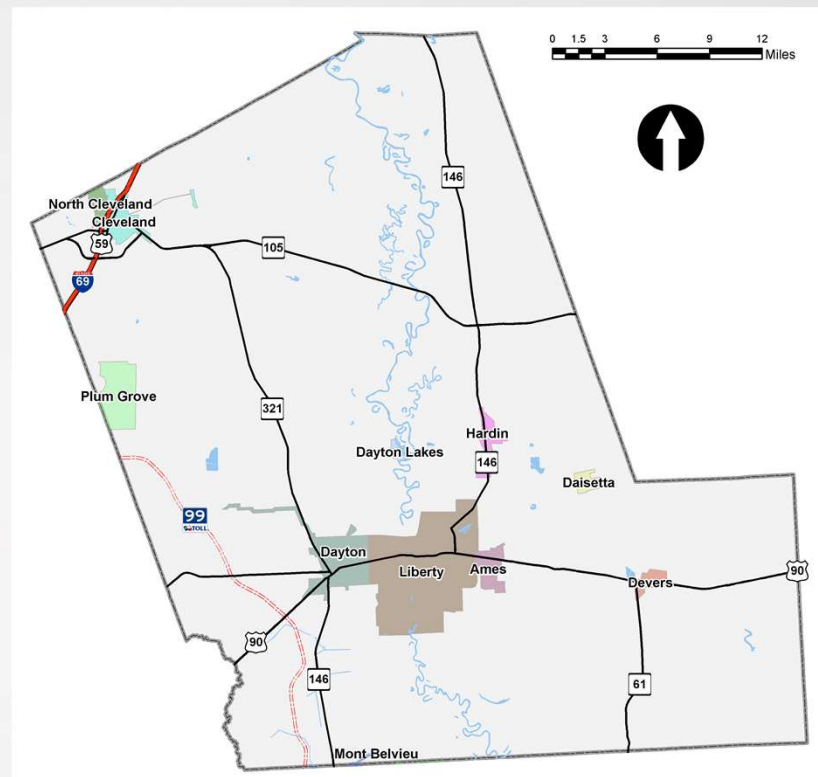 0 1.5 3 6 9 12
Miles
146
North Cleveland
Cleveland
59
105
69
Plum Grove
321
Hardin
Dayton Lakes
146
Daisetta
99
TOLL
Dayton
Liberty
Ames
Devers
90
90
146
61
Mont Belvieu